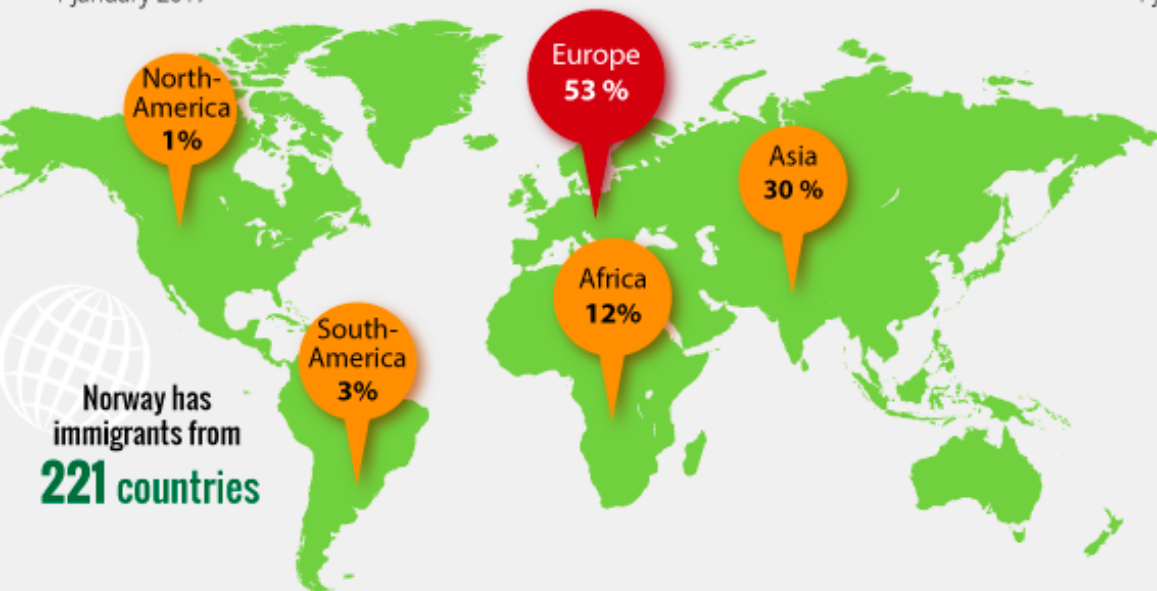 Europe
53 %
North-
America
1%
Asia
30 %
Africa
12%
South-
America
3%
Norway has
immigrants from
221 countries